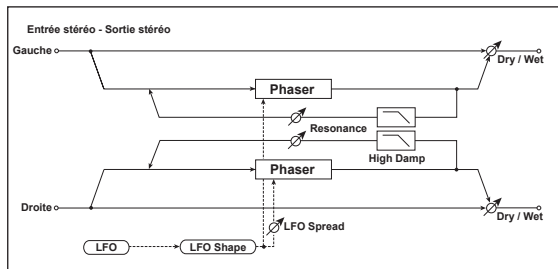 Entrée stéréo - Sortie stéréo
Gauche
Dry / Wet
Phaser
Resonance
High Damp
Phaser
Droite
Dry / Wet
LFO Spread
LFO
LFO Shape